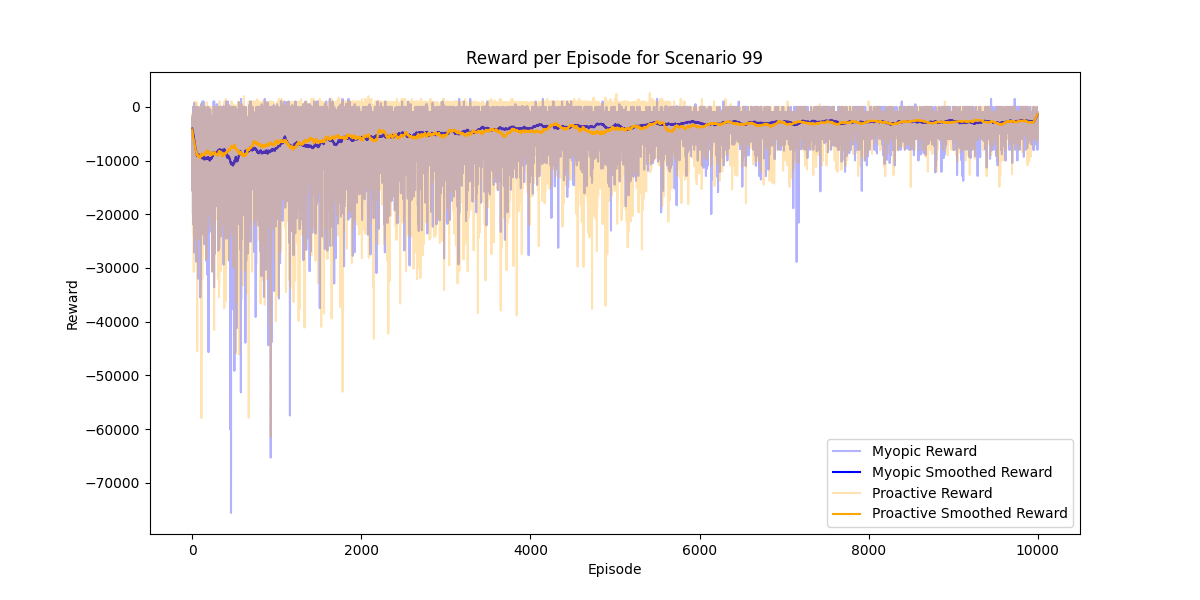 Reward per Episode for Scenario 99
Reward
0
−10000
−20000
−30000
−40000
−50000
−60000
−70000
0 2000 4000 6000 8000 10000
Episode
Myopic Reward
Myopic Smoothed Reward
Proactive Reward
Proactive Smoothed Reward